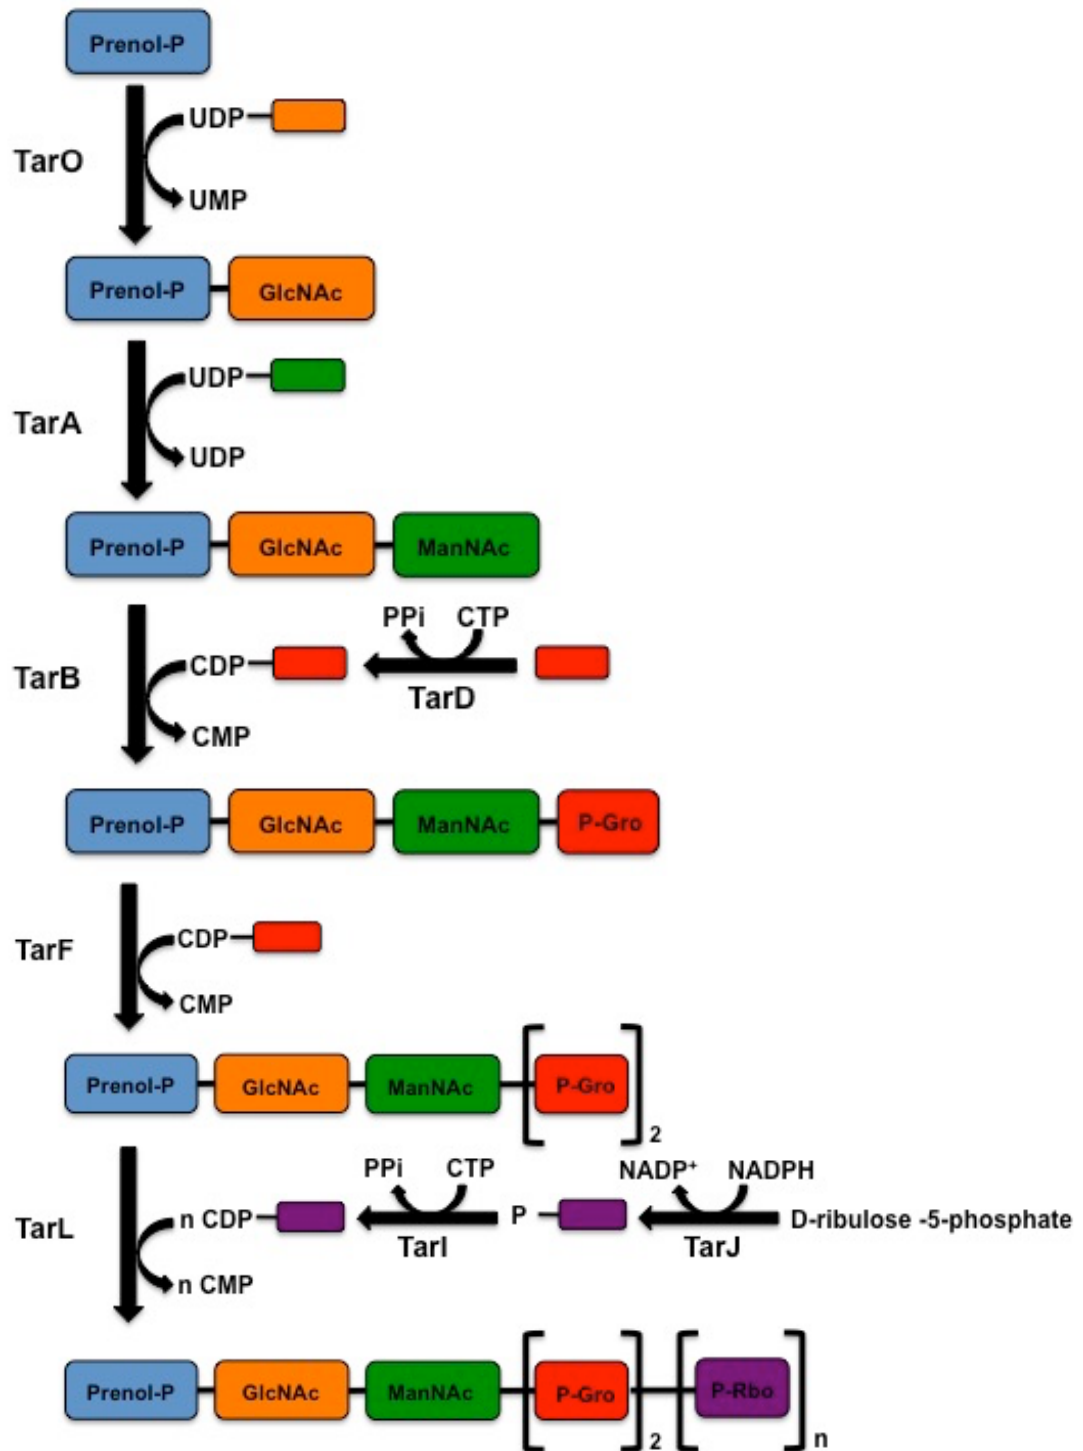 Prenol-P
UDP
TarO
UMP
Prenol-P GlcNAc
UDP
TarA
UDP
Prenol-P GlcNAc ManNAc
PPi CTP
CDP
TarB
TarD
CMP
Prenol-P GlcNAc ManNAc P-Gro
CDP
TarF
CMP
Prenol-P GlcNAc ManNAc P-Gro
2
PPi CTP NADP+ NADPH
TarL n CDP P D-ribulose -5-phosphate
TarI TarJ
n CMP
Prenol-P GlcNAc ManNAc P-Gro P-Rbo
2 n